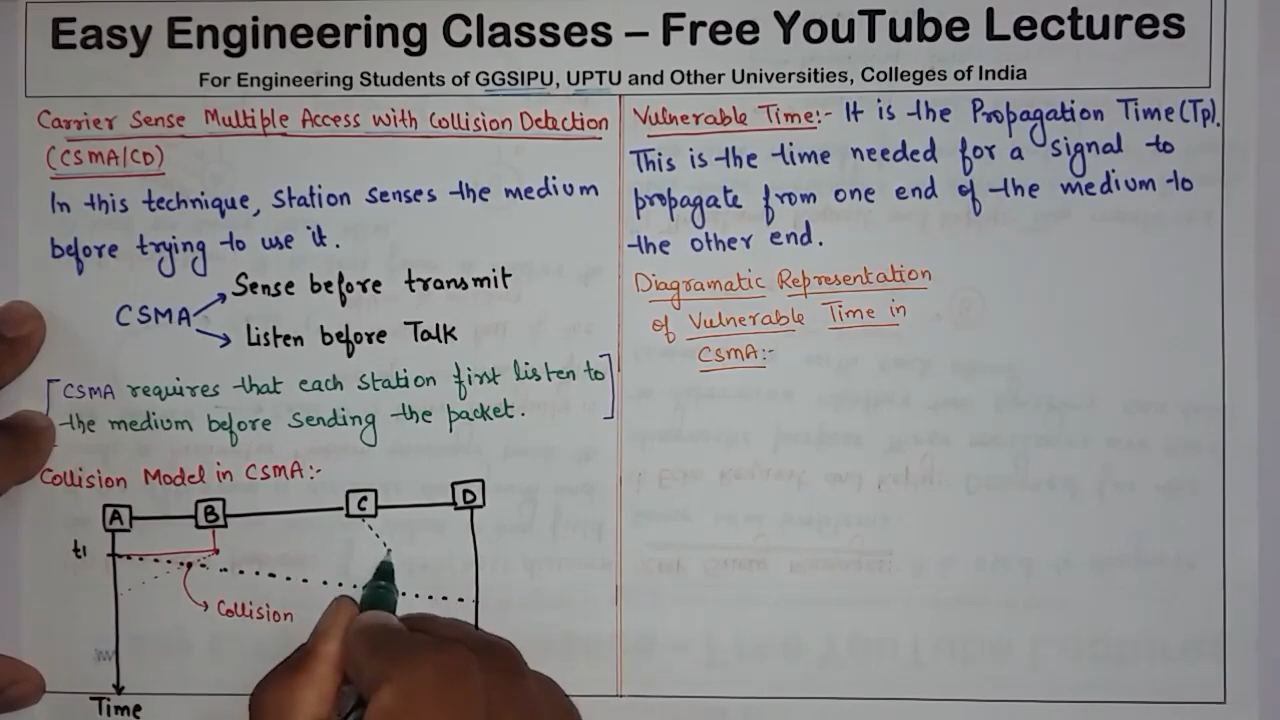 Easy Engineering Classes – Free YouTube Lectures
For Engineering Students of GGSIPU, UPTU and Other Universities, Colleges of India
Carrier Sense Multiple Access with Collision Detection
(CSMA/CD)
In this technique, Station senses the medium
before trying to use it.
Sense before transmit
CSMA
Listen before Talk
[CSMA requires that each Station first listen to
the medium before Sending the packet.]
Collision Model in CSMA:-
A B C D
t1
Collision
Time
Vulnerable Time:- It is the Propagation Time(Tp).
This is the time needed for a signal to
propagate from one end of the medium to
the other end.
Diagramatic Representation
of Vulnerable Time in
CSMA:-